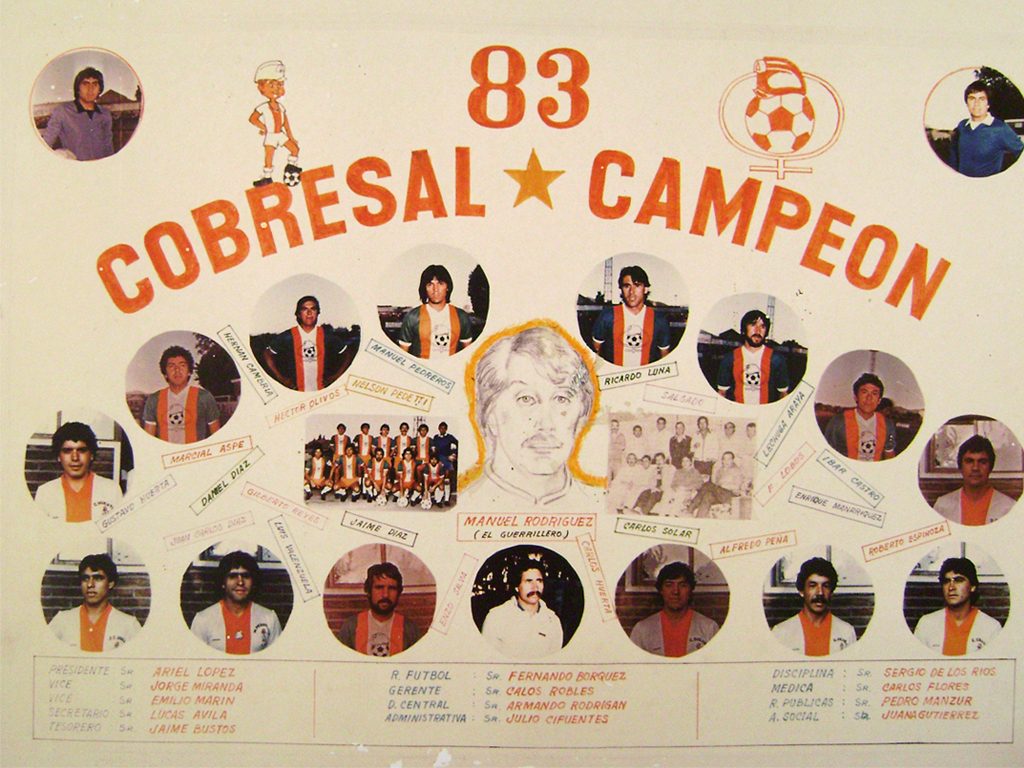 83
COBRESAL ★ CAMPEON
HERNAN CAMBRIA
HECTOR OLIVOS
MANUEL PEDREROS
NELSON PEDETTI
RICARDO LUNA
SALGADO
LECHUGA ARAYA
F. LOBOS
EBAR CASTRO
ENRIQUE MANRRIQUEZ
MARCIAL ASPE
DANIEL DIAZ
GUSTAVO HUERTA
GILBERTO REYES
JAIME DIAZ
MANUEL RODRIGUEZ
(EL GUERRILLERO)
CARLOS SOLAR
ALFREDO PEÑA
ROBERTO ESPINOZA
JUAN CARLOS DIAZ
LUIS VALENZUELA
ENZO SILVA
CARLOS HUERTA
PRESIDENTE Sr ARIEL LOPEZ
VICE Sr JORGE MIRANDA
VICE Sr EMILIO MARIN
SECRETARIO Sr LUCAS AVILA
TESORERO Sr JAIME BUSTOS
R. FUTBOL : Sr. FERNANDO BORQUEZ
GERENTE : Sr. CALOS ROBLES
D. CENTRAL : Sr. ARMANDO RODRIGAN
ADMINISTRATIVA : Sr. JULIO CIFUENTES
DISCIPLINA : Sr. SERGIO DE LOS RIOS
MEDICA : Sr. CARLOS FLORES
R. PUBLICAS : Sr. PEDRO MANZUR
A. SOCIAL : Sra. JUANA GUTIERREZ